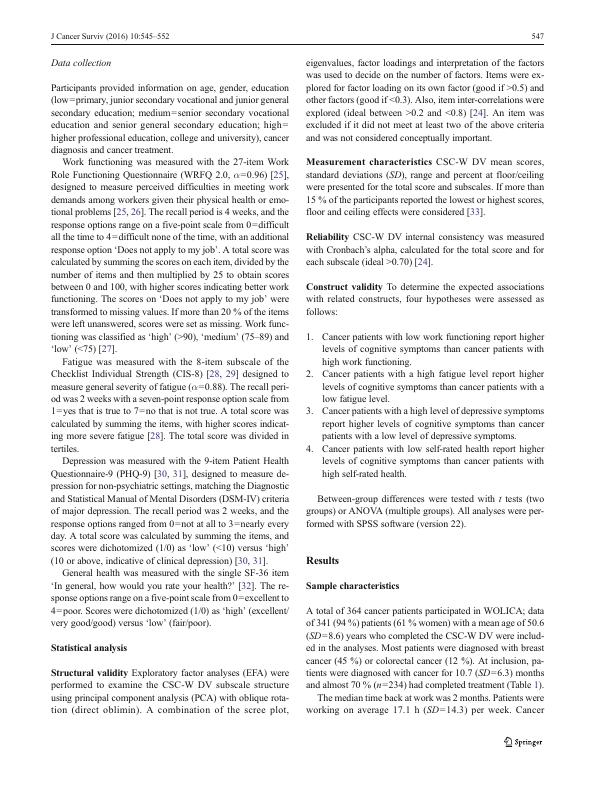 J Cancer Surviv (2016) 10:545–552
547
Data collection
Participants provided information on age, gender, education
(low=primary, junior secondary vocational and junior general
secondary education; medium=senior secondary vocational
education and senior general secondary education; high=
higher professional education, college and university), cancer
diagnosis and cancer treatment.
Work functioning was measured with the 27-item Work
Role Functioning Questionnaire (WRFQ 2.0, α=0.96) [25],
designed to measure perceived difficulties in meeting work
demands among workers given their physical health or emo-
tional problems [25, 26]. The recall period is 4 weeks, and the
response options range on a five-point scale from 0=difficult
all the time to 4=difficult none of the time, with an additional
response option ‘Does not apply to my job’. A total score was
calculated by summing the scores on each item, divided by the
number of items and then multiplied by 25 to obtain scores
between 0 and 100, with higher scores indicating better work
functioning. The scores on ‘Does not apply to my job’ were
transformed to missing values. If more than 20 % of the items
were left unanswered, scores were set as missing. Work func-
tioning was classified as ‘high’ (>90), ‘medium’ (75–89) and
‘low’ (<75) [27].
Fatigue was measured with the 8-item subscale of the
Checklist Individual Strength (CIS-8) [28, 29] designed to
measure general severity of fatigue (α=0.88). The recall peri-
od was 2 weeks with a seven-point response option scale from
1=yes that is true to 7=no that is not true. A total score was
calculated by summing the items, with higher scores indicat-
ing more severe fatigue [28]. The total score was divided in
tertiles.
Depression was measured with the 9-item Patient Health
Questionnaire-9 (PHQ-9) [30, 31], designed to measure de-
pression for non-psychiatric settings, matching the Diagnostic
and Statistical Manual of Mental Disorders (DSM-IV) criteria
of major depression. The recall period was 2 weeks, and the
response options ranged from 0=not at all to 3=nearly every
day. A total score was calculated by summing the items, and
scores were dichotomized (1/0) as ‘low’ (<10) versus ‘high’
(10 or above, indicative of clinical depression) [30, 31].
General health was measured with the single SF-36 item
‘In general, how would you rate your health?’ [32]. The re-
sponse options range on a five-point scale from 0=excellent to
4=poor. Scores were dichotomized (1/0) as ‘high’ (excellent/
very good/good) versus ‘low’ (fair/poor).
Statistical analysis
Structural validity Exploratory factor analyses (EFA) were
performed to examine the CSC-W DV subscale structure
using principal component analysis (PCA) with oblique rota-
tion (direct oblimin). A combination of the scree plot,
eigenvalues, factor loadings and interpretation of the factors
was used to decide on the number of factors. Items were ex-
plored for factor loading on its own factor (good if >0.5) and
other factors (good if <0.3). Also, item inter-correlations were
explored (ideal between >0.2 and <0.8) [24]. An item was
excluded if it did not meet at least two of the above criteria
and was not considered conceptually important.
Measurement characteristics CSC-W DV mean scores,
standard deviations (SD), range and percent at floor/ceiling
were presented for the total score and subscales. If more than
15 % of the participants reported the lowest or highest scores,
floor and ceiling effects were considered [33].
Reliability CSC-W DV internal consistency was measured
with Cronbach’s alpha, calculated for the total score and for
each subscale (ideal >0.70) [24].
Construct validity To determine the expected associations
with related constructs, four hypotheses were assessed as
follows:
1. Cancer patients with low work functioning report higher
levels of cognitive symptoms than cancer patients with
high work functioning.
2. Cancer patients with a high fatigue level report higher
levels of cognitive symptoms than cancer patients with a
low fatigue level.
3. Cancer patients with a high level of depressive symptoms
report higher levels of cognitive symptoms than cancer
patients with a low level of depressive symptoms.
4. Cancer patients with low self-rated health report higher
levels of cognitive symptoms than cancer patients with
high self-rated health.
Between-group differences were tested with t tests (two
groups) or ANOVA (multiple groups). All analyses were per-
formed with SPSS software (version 22).
Results
Sample characteristics
A total of 364 cancer patients participated in WOLICA; data
of 341 (94 %) patients (61 % women) with a mean age of 50.6
(SD=8.6) years who completed the CSC-W DV were includ-
ed in the analyses. Most patients were diagnosed with breast
cancer (45 %) or colorectal cancer (12 %). At inclusion, pa-
tients were diagnosed with cancer for 10.7 (SD=6.3) months
and almost 70 % (n=234) had completed treatment (Table 1).
The median time back at work was 2 months. Patients were
working on average 17.1 h (SD=14.3) per week. Cancer
Springer